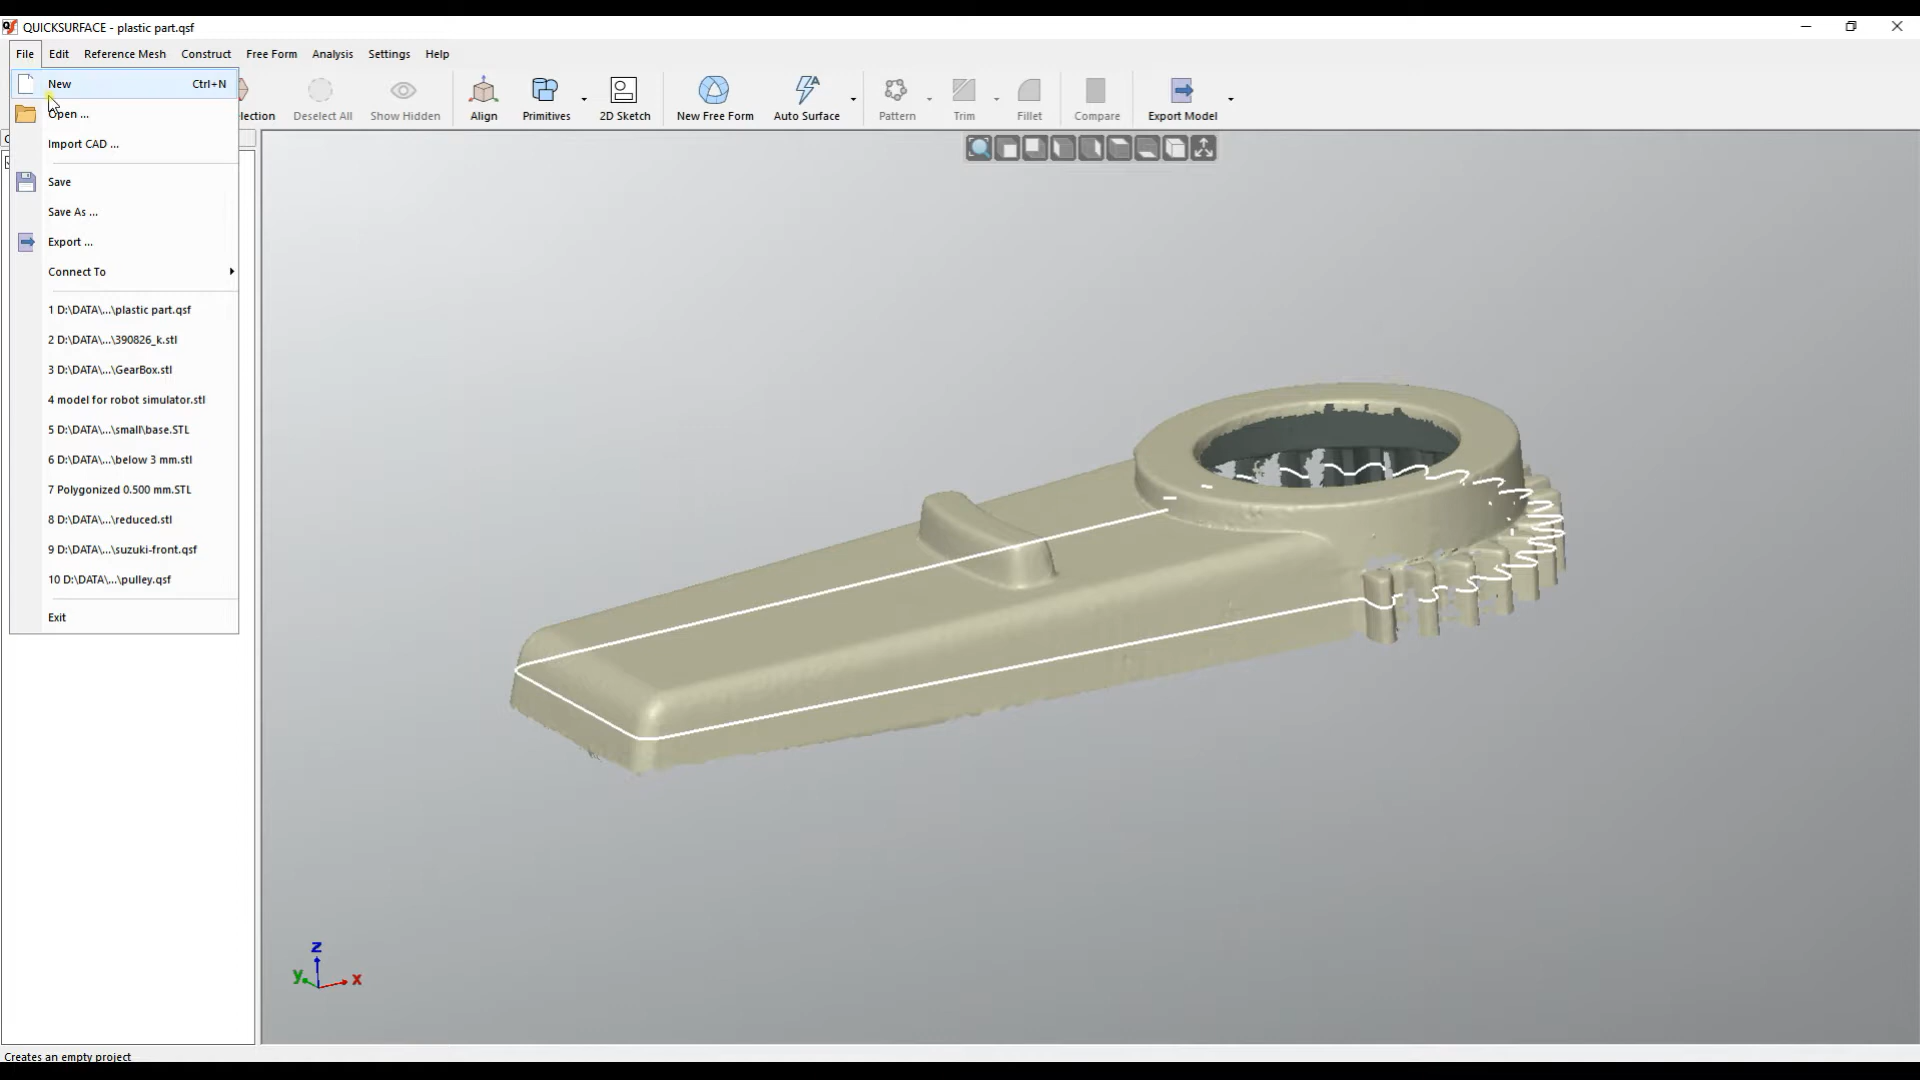 QUICKSURFACE - plastic part.qsf
File Edit Reference Mesh Construct Free Form Analysis Settings Help
New Ctrl+N
Open ...
Import CAD ...
Save
Save As ...
Export ...
Connect To
1 D:\DATA\...\plastic part.qsf
2 D:\DATA\...\390826_k.stl
3 D:\DATA\...\GearBox.stl
4 model for robot simulator.stl
5 D:\DATA\...\small\base.STL
6 D:\DATA\...\below 3 mm.stl
7 Polygonized 0.500 mm.STL
8 D:\DATA\...\reduced.stl
9 D:\DATA\...\suzuki-front.qsf
10 D:\DATA\...\pulley.qsf
Exit
lection Deselect All Show Hidden Align Primitives 2D Sketch New Free Form Auto Surface Pattern Trim Fillet Compare Export Model
z
y x
Creates an empty project